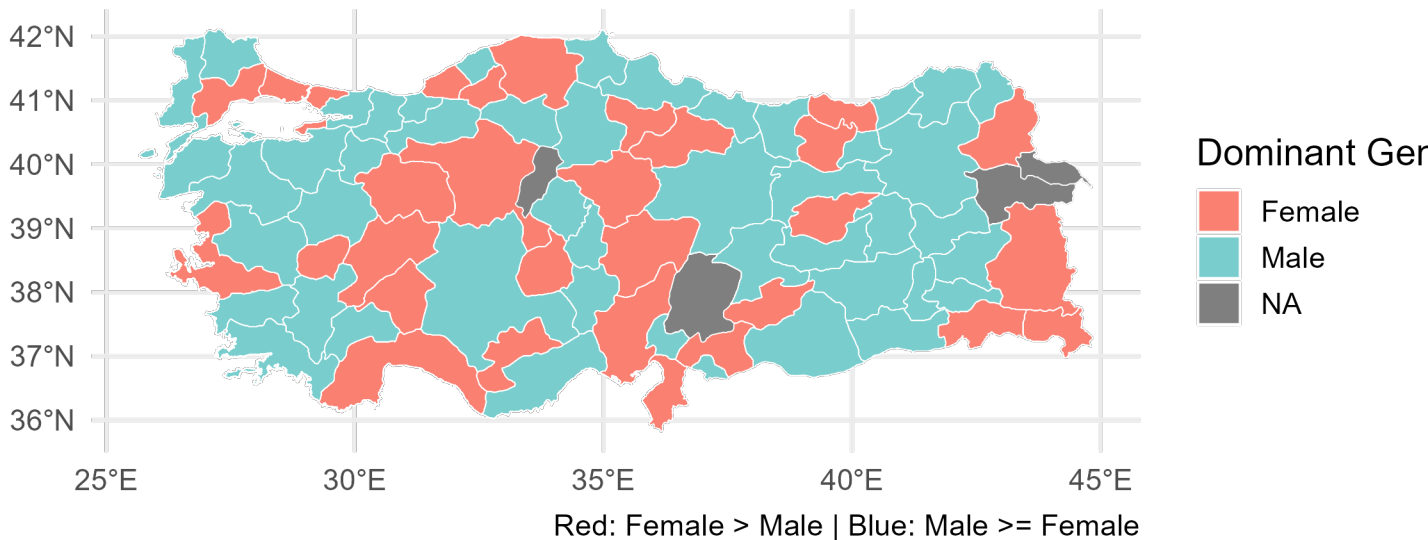 42°N
41°N
40°N
39°N
38°N
37°N
36°N
25°E
30°E
35°E
40°E
45°E
Dominant Ger
Female
Male
NA
Red: Female > Male | Blue: Male >= Female